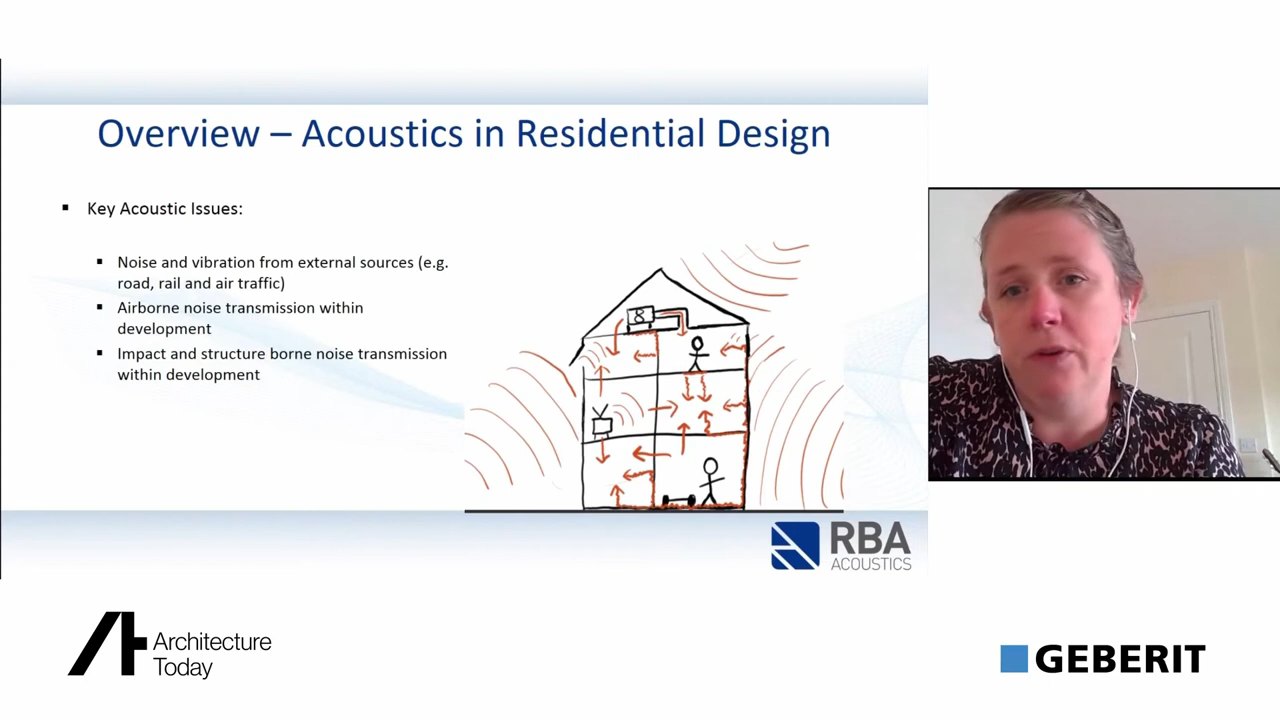 Overview – Acoustics in Residential Design
▪ Key Acoustic Issues:
▪ Noise and vibration from external sources (e.g.
road, rail and air traffic)
▪ Airborne noise transmission within
development
▪ Impact and structure borne noise transmission
within development
8
RBA
ACOUSTICS
Architecture
Today
GEBERIT